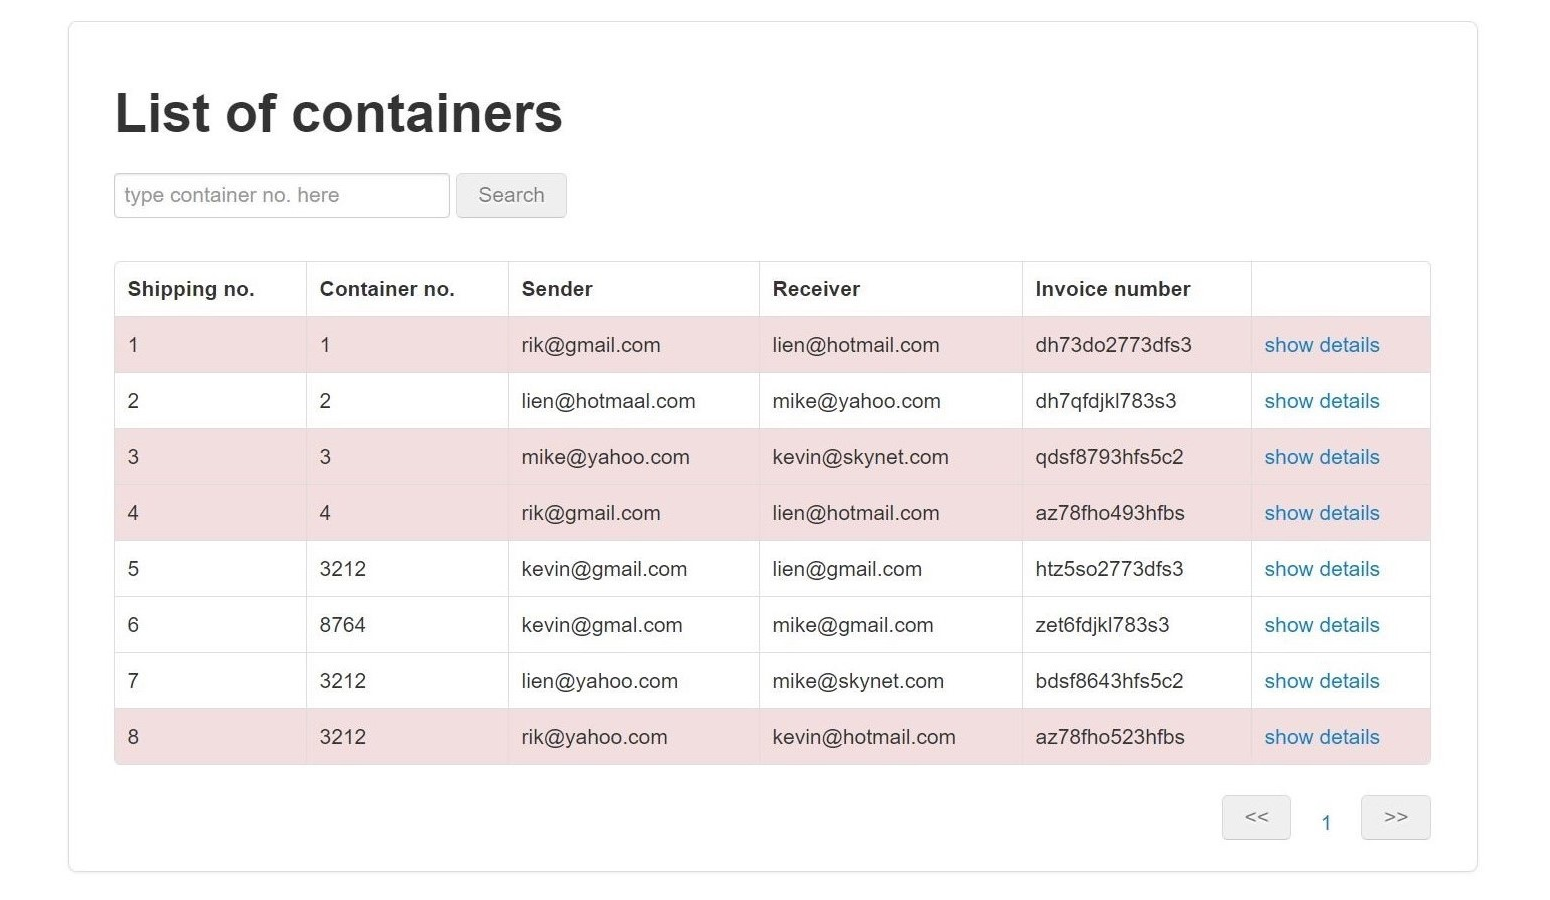 List of containers
type container no. here Search
Shipping no. Container no. Sender Receiver Invoice number
1 1 rik@gmail.com lien@hotmail.com dh73do2773dfs3 show details
2 2 lien@hotmaal.com mike@yahoo.com dh7qfdjkl783s3 show details
3 3 mike@yahoo.com kevin@skynet.com qdsf8793hfs5c2 show details
4 4 rik@gmail.com lien@hotmail.com az78fho493hfbs show details
5 3212 kevin@gmail.com lien@gmail.com htz5so2773dfs3 show details
6 8764 kevin@gmal.com mike@gmail.com zet6fdjkl783s3 show details
7 3212 lien@yahoo.com mike@skynet.com bdsf8643hfs5c2 show details
8 3212 rik@yahoo.com kevin@hotmail.com az78fho523hfbs show details
<< 1 >>